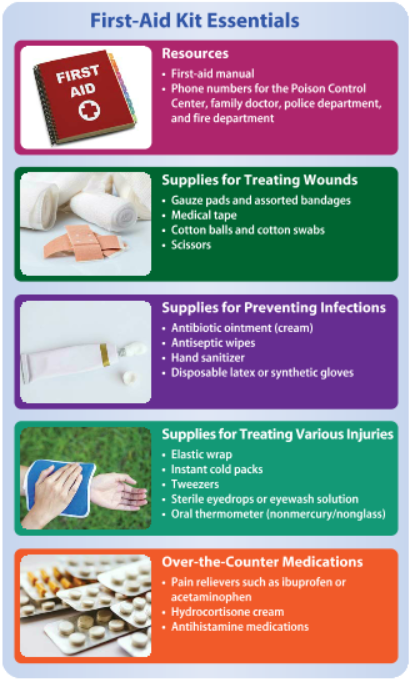 First-Aid Kit Essentials
FIRST
AID
Resources
• First-aid manual
• Phone numbers for the Poison Control
Center, family doctor, police department,
and fire department
Supplies for Treating Wounds
• Gauze pads and assorted bandages
• Medical tape
• Cotton balls and cotton swabs
• Scissors
Supplies for Preventing Infections
• Antibiotic ointment (cream)
• Antiseptic wipes
• Hand sanitizer
• Disposable latex or synthetic gloves
Supplies for Treating Various Injuries
• Elastic wrap
• Instant cold packs
• Tweezers
• Sterile eyedrops or eyewash solution
• Oral thermometer (nonmercury/nonglass)
Over-the-Counter Medications
• Pain relievers such as ibuprofen or
acetaminophen
• Hydrocortisone cream
• Antihistamine medications